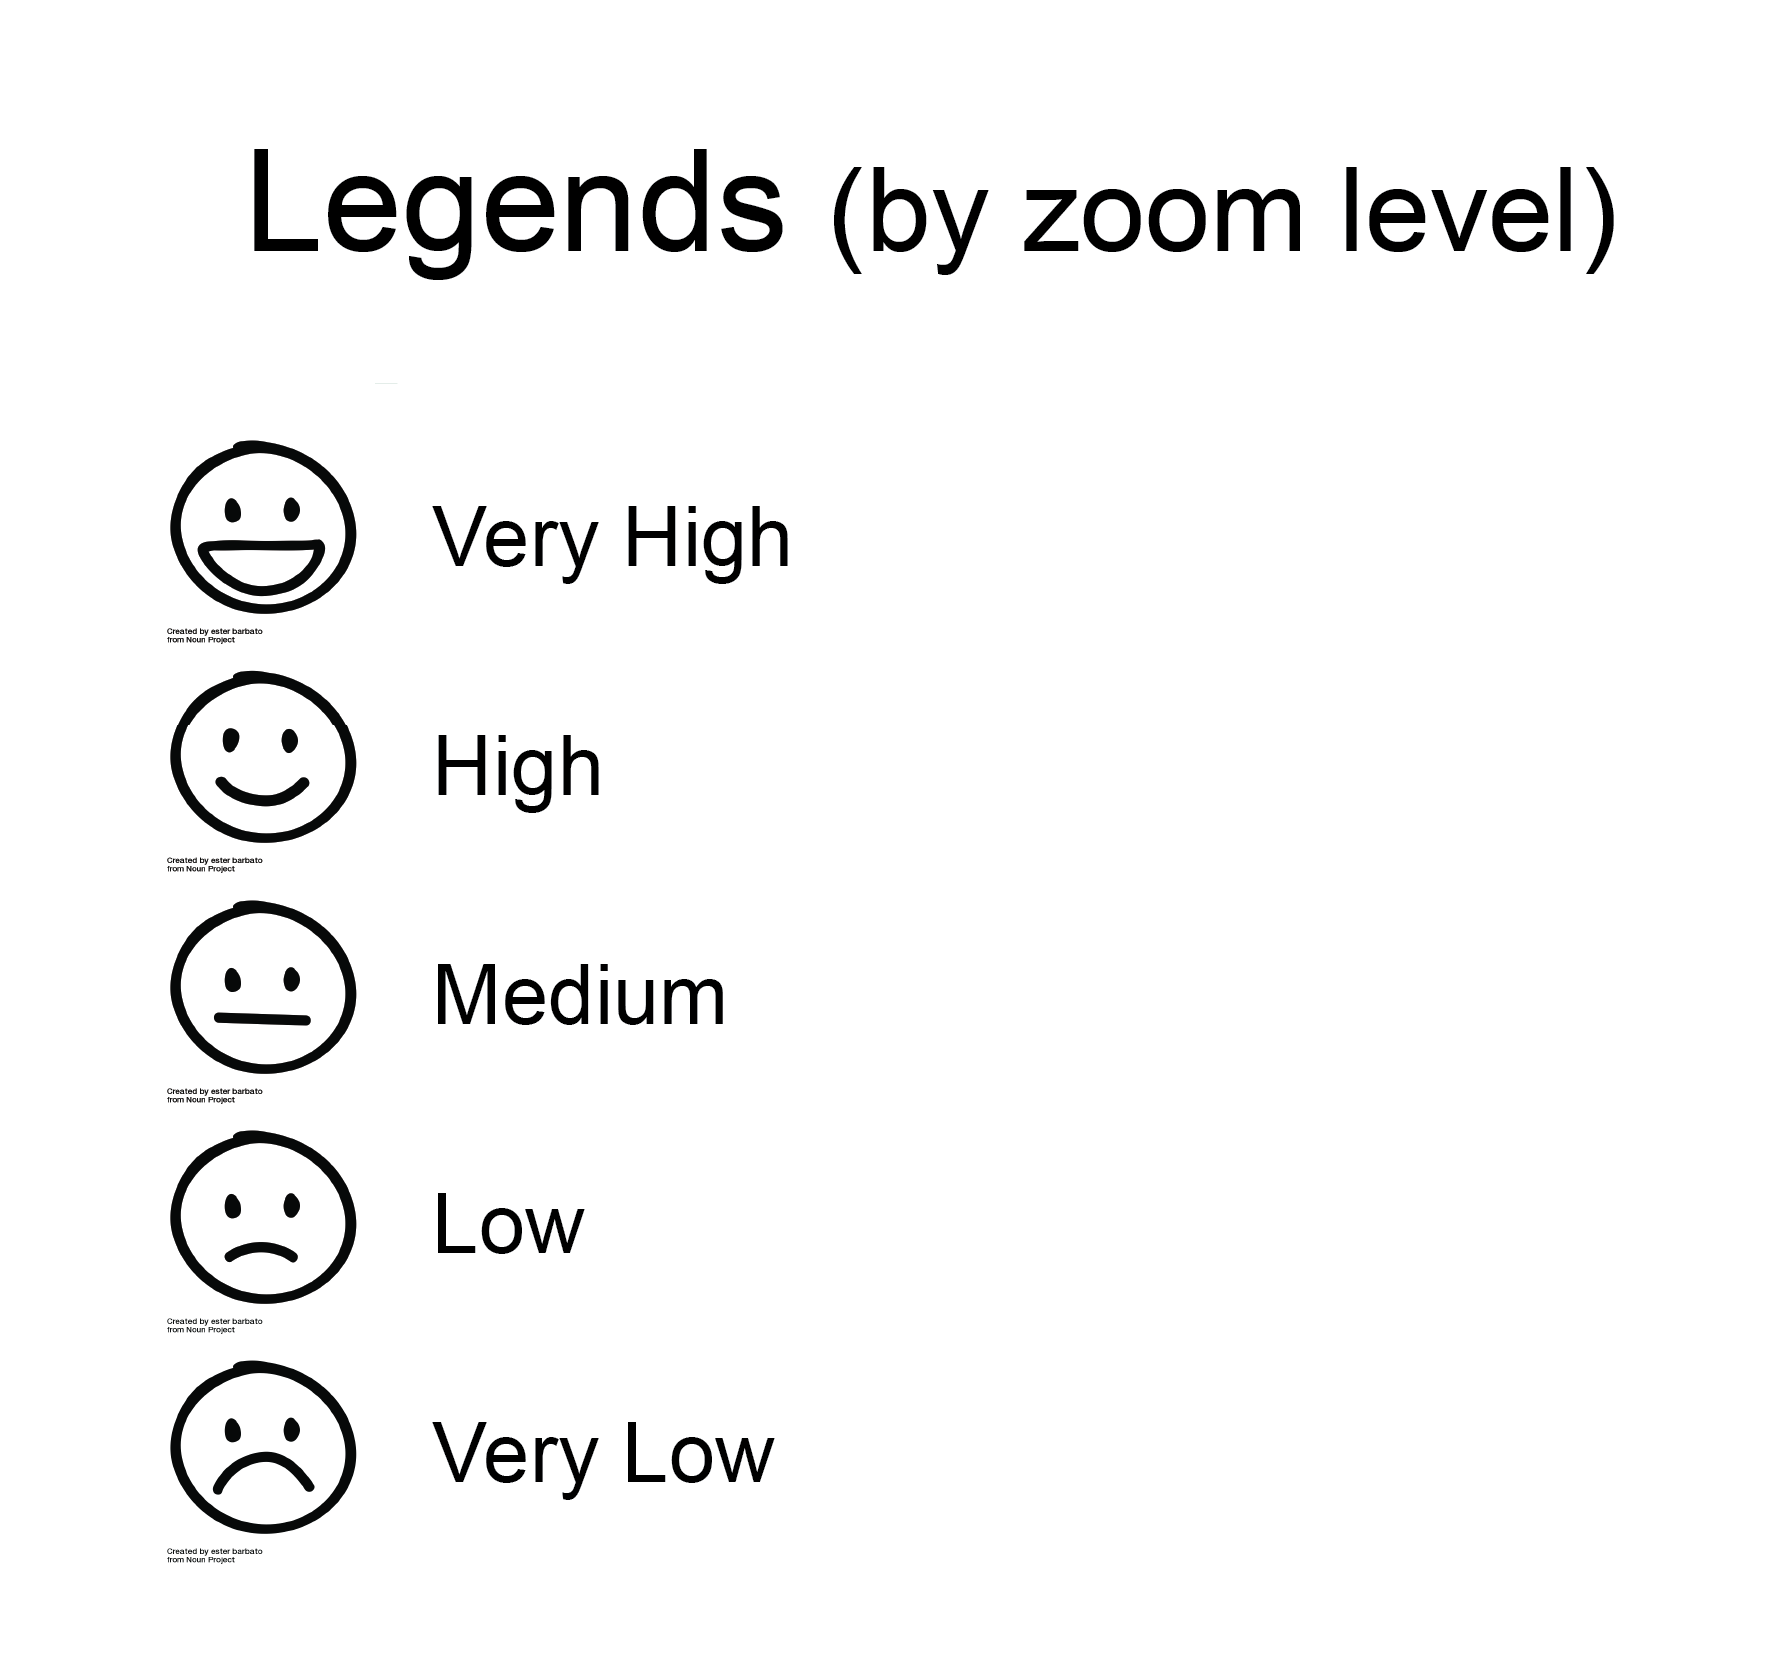 Legends (by zoom level)
Very High
Created by ester barbato
from Noun Project
High
Created by ester barbato
from Noun Project
Medium
Created by ester barbato
from Noun Project
Low
Created by ester barbato
from Noun Project
Very Low
Created by ester barbato
from Noun Project